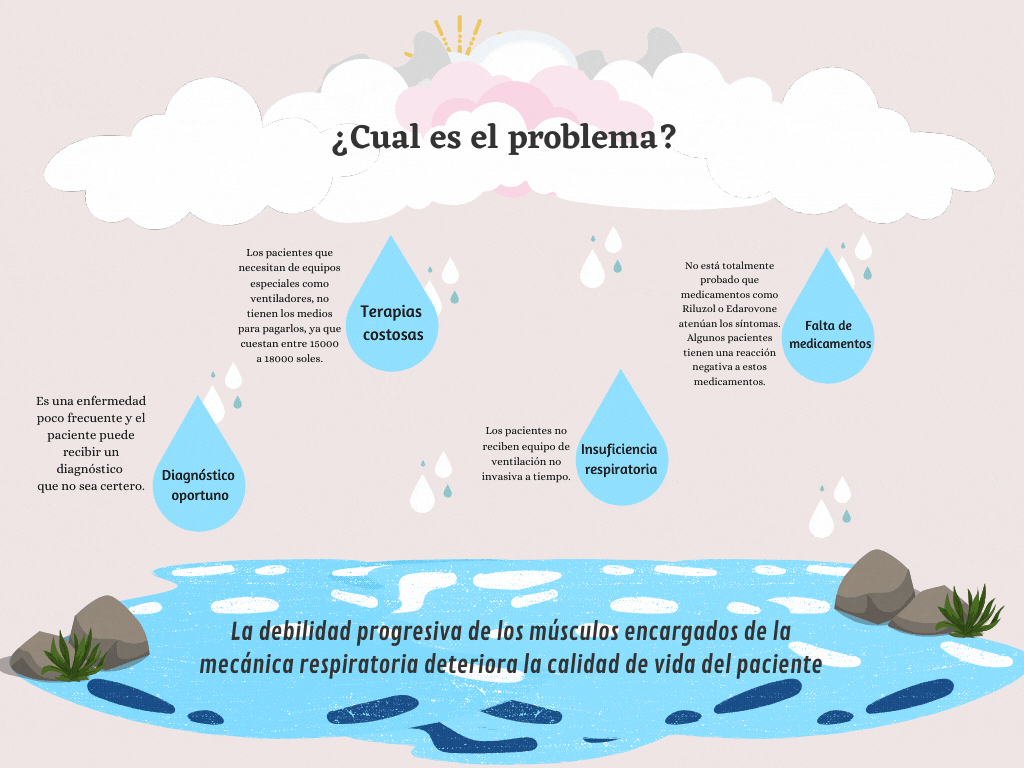 ¿Cual es el problema?
Los pacientes que
necesitan de equipos
especiales como
ventiladores, no
tienen los medios
para pagarlos, ya que
cuestan entre 15000
a 18000 soles.
Terapias
costosas
No está totalmente
probado que
medicamentos como
Riluzol o Edarovone
atenúan los síntomas.
Algunos pacientes
tienen una reacción
negativa a estos
medicamentos.
Falta de
medicamentos
Es una enfermedad
poco frecuente y el
paciente puede
recibir un
diagnóstico
que no sea certero.
Diagnóstico
oportuno
Los pacientes no
reciben equipo de
ventilación no
invasiva a tiempo.
Insuficiencia
respiratoria
La debilidad progresiva de los músculos encargados de la
mecánica respiratoria deteriora la calidad de vida del paciente